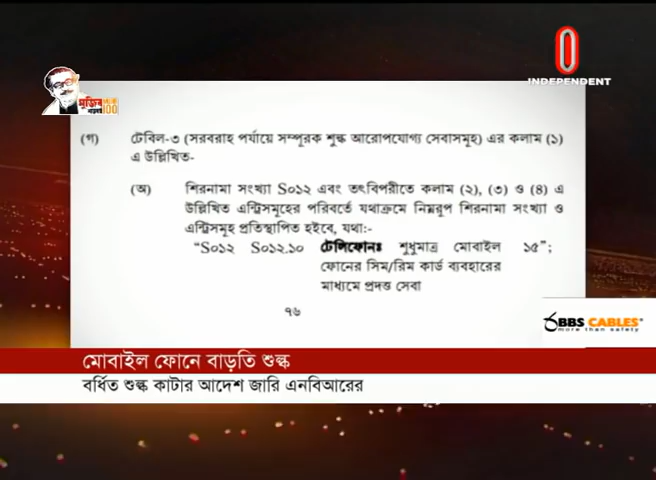 INDEPENDENT
মুজিব
শতবর্ষ
100
(গ) টেবিল-৩ (সরবরাহ পর্যায়ে সম্পূরক শুল্ক আরোপযোগ্য সেবাসমূহ) এর কলাম (১)
এ উল্লিখিত-
(অ) শিরনামা সংখ্যা S০১২ এবং তৎবিপরীতে কলাম (২), (৩) ও (৪) এ
উল্লিখিত এন্ট্রিসমূহের পরিবর্তে যথাক্রমে নিম্নরূপ শিরনামা সংখ্যা ও
এন্ট্রিসমূহ প্রতিস্থাপিত হইবে, যথা:-
“S০১২ S০১২.১০ টেলিফোনঃ শুধুমাত্র মোবাইল ১৫”;
ফোনের সিম/রিম কার্ড ব্যবহারের
মাধ্যমে প্রদত্ত সেবা
৭৬
BBS CABLES
more than safety
মোবাইল ফোনে বাড়তি শুল্ক
বর্ধিত শুল্ক কাটার আদেশ জারি এনবিআরের